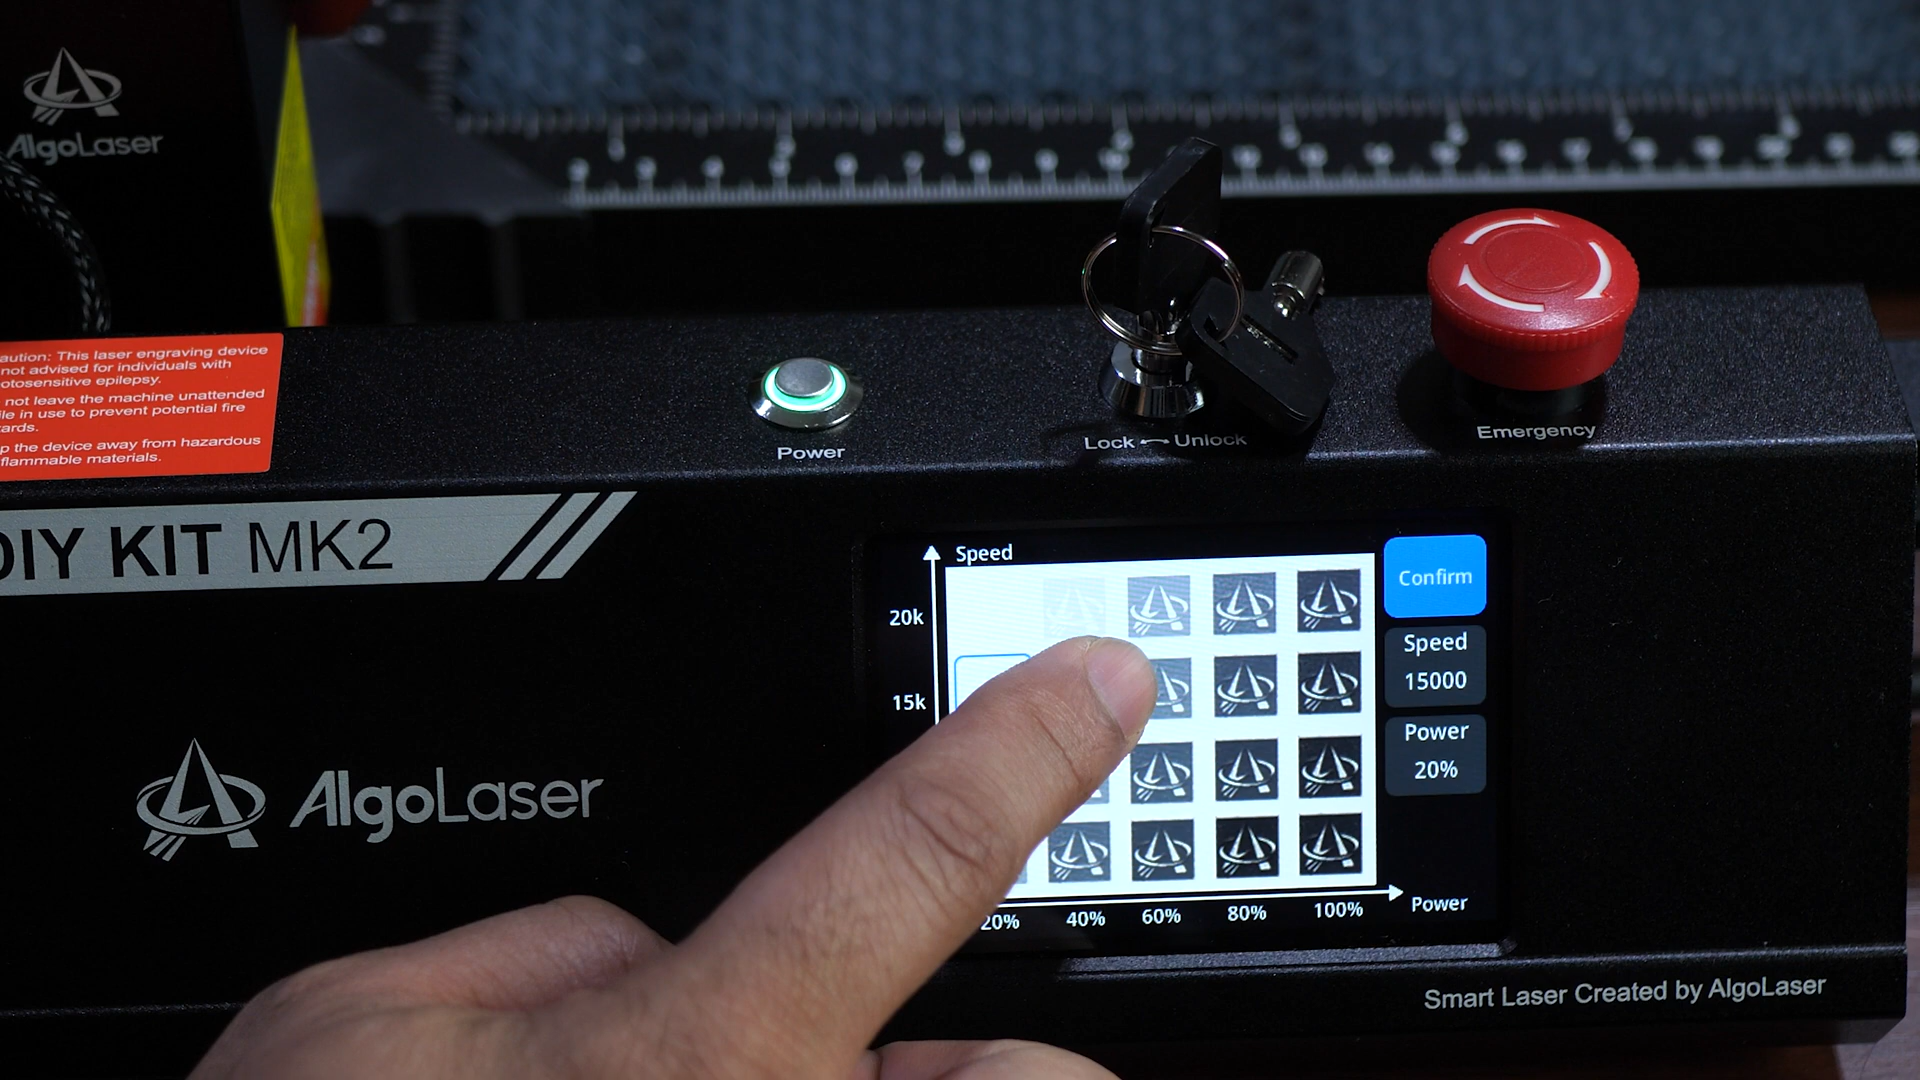 AlgoLaser
aution: This laser engraving device
not advised for individuals with
otosensitive epilepsy.
not leave the machine unattended
ile in use to prevent potential fire
ards.
p the device away from hazardous
flammable materials.
Power
Lock Unlock
Emergency
DIY KIT MK2
AlgoLaser
Speed
20k
15k
20% 40% 60% 80% 100%
Power
Confirm
Speed
15000
Power
20%
Smart Laser Created by AlgoLaser